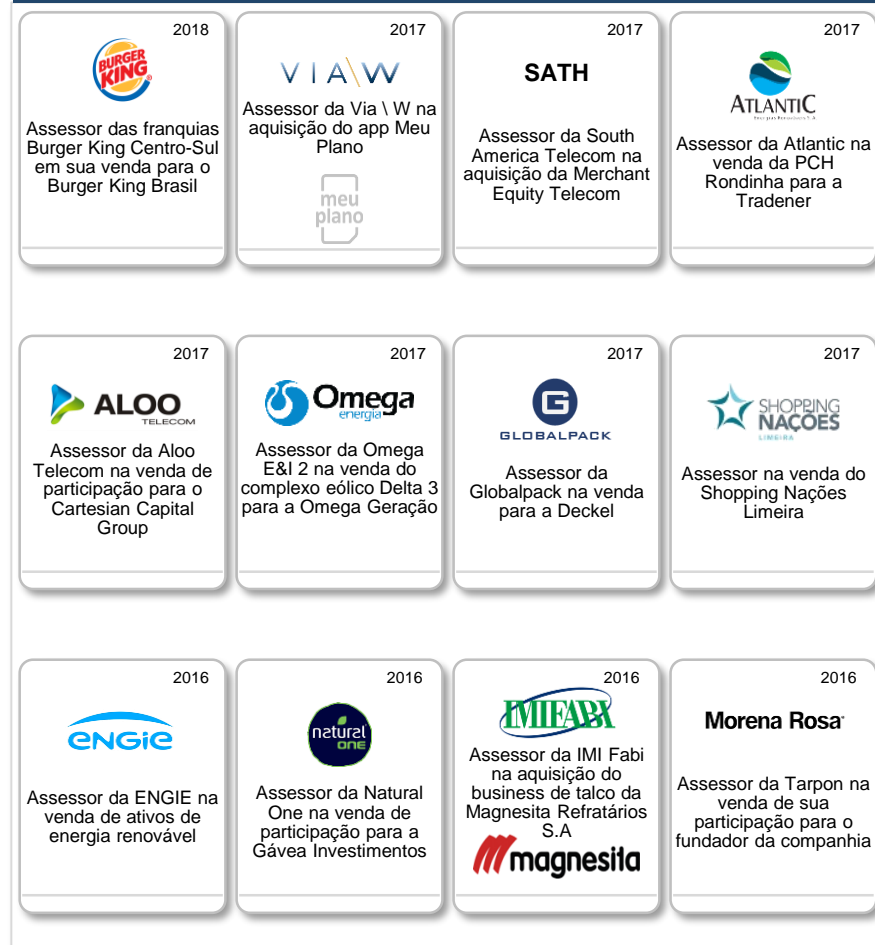 2018
BURGER
KING
Assessor das franquias
Burger King Centro-Sul
em sua venda para o
Burger King Brasil
2017
VIA\W
Assessor da Via \ W na
aquisição do app Meu
Plano
meu
plano
2017
SATH
Assessor da South
America Telecom na
aquisição da Merchant
Equity Telecom
2017
ATLANTIC
Energias Renováveis S.A
Assessor da Atlantic na
venda da PCH
Rondinha para a
Tradener
2017
ALOO
TELECOM
Assessor da Aloo
Telecom na venda de
participação para o
Cartesian Capital
Group
2017
Omega
energia
Assessor da Omega
E&I 2 na venda do
complexo eólico Delta 3
para a Omega Geração
2017
G
GLOBALPACK
Assessor da
Globalpack na venda
para a Deckel
2017
SHOPPING
NAÇÕES
LIMEIRA
Assessor na venda do
Shopping Nações
Limeira
2016
ENGIE
Assessor da ENGIE na
venda de ativos de
energia renovável
2016
natural
ONE
Assessor da Natural
One na venda de
participação para a
Gávea Investimentos
2016
IMIFABI
Assessor da IMI Fabi
na aquisição do
business de talco da
Magnesita Refratários
S.A
magnesita
2016
Morena Rosa
Assessor da Tarpon na
venda de sua
participação para o
fundador da companhia